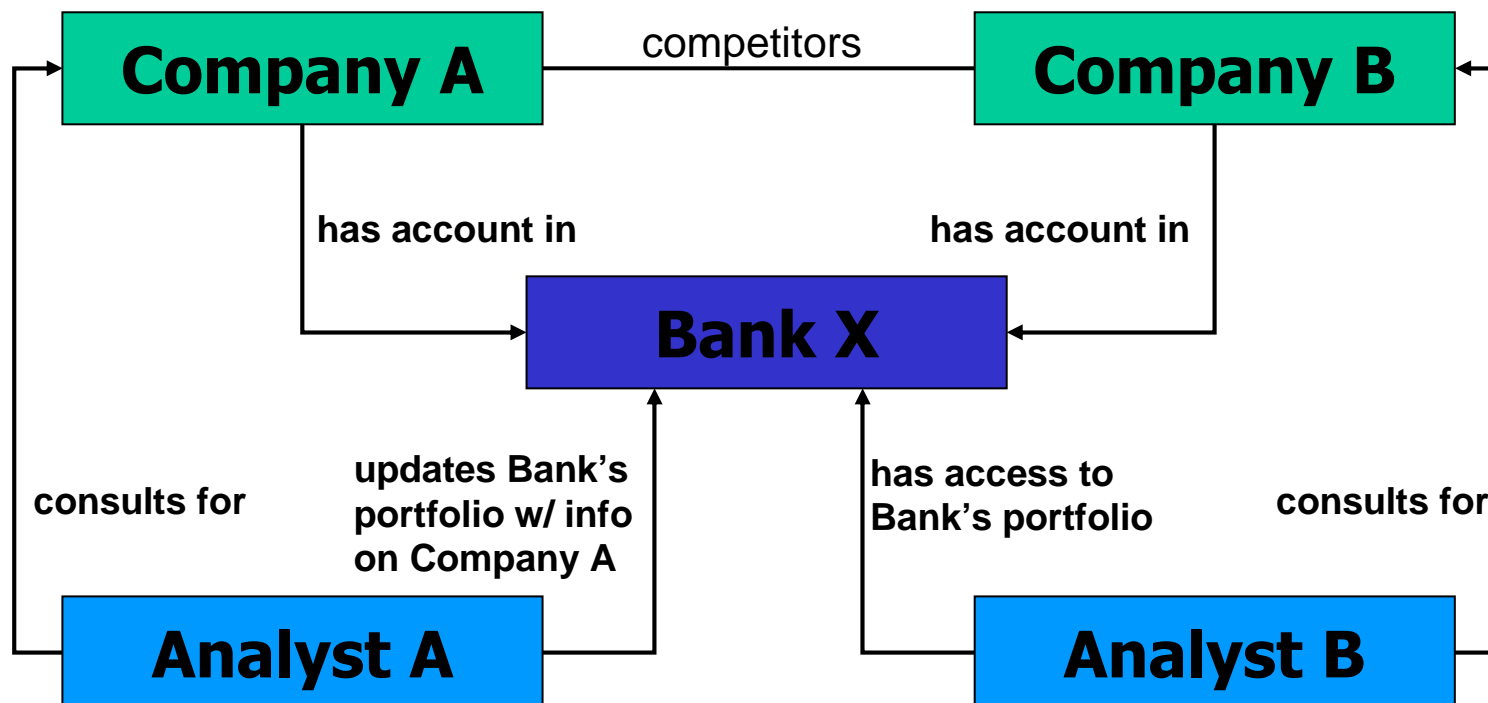 Company A
competitors
Company B
has account in
has account in
Bank X
consults for
updates Bank’s
portfolio w/ info
on Company A
has access to
Bank’s portfolio
consults for
Analyst A
Analyst B